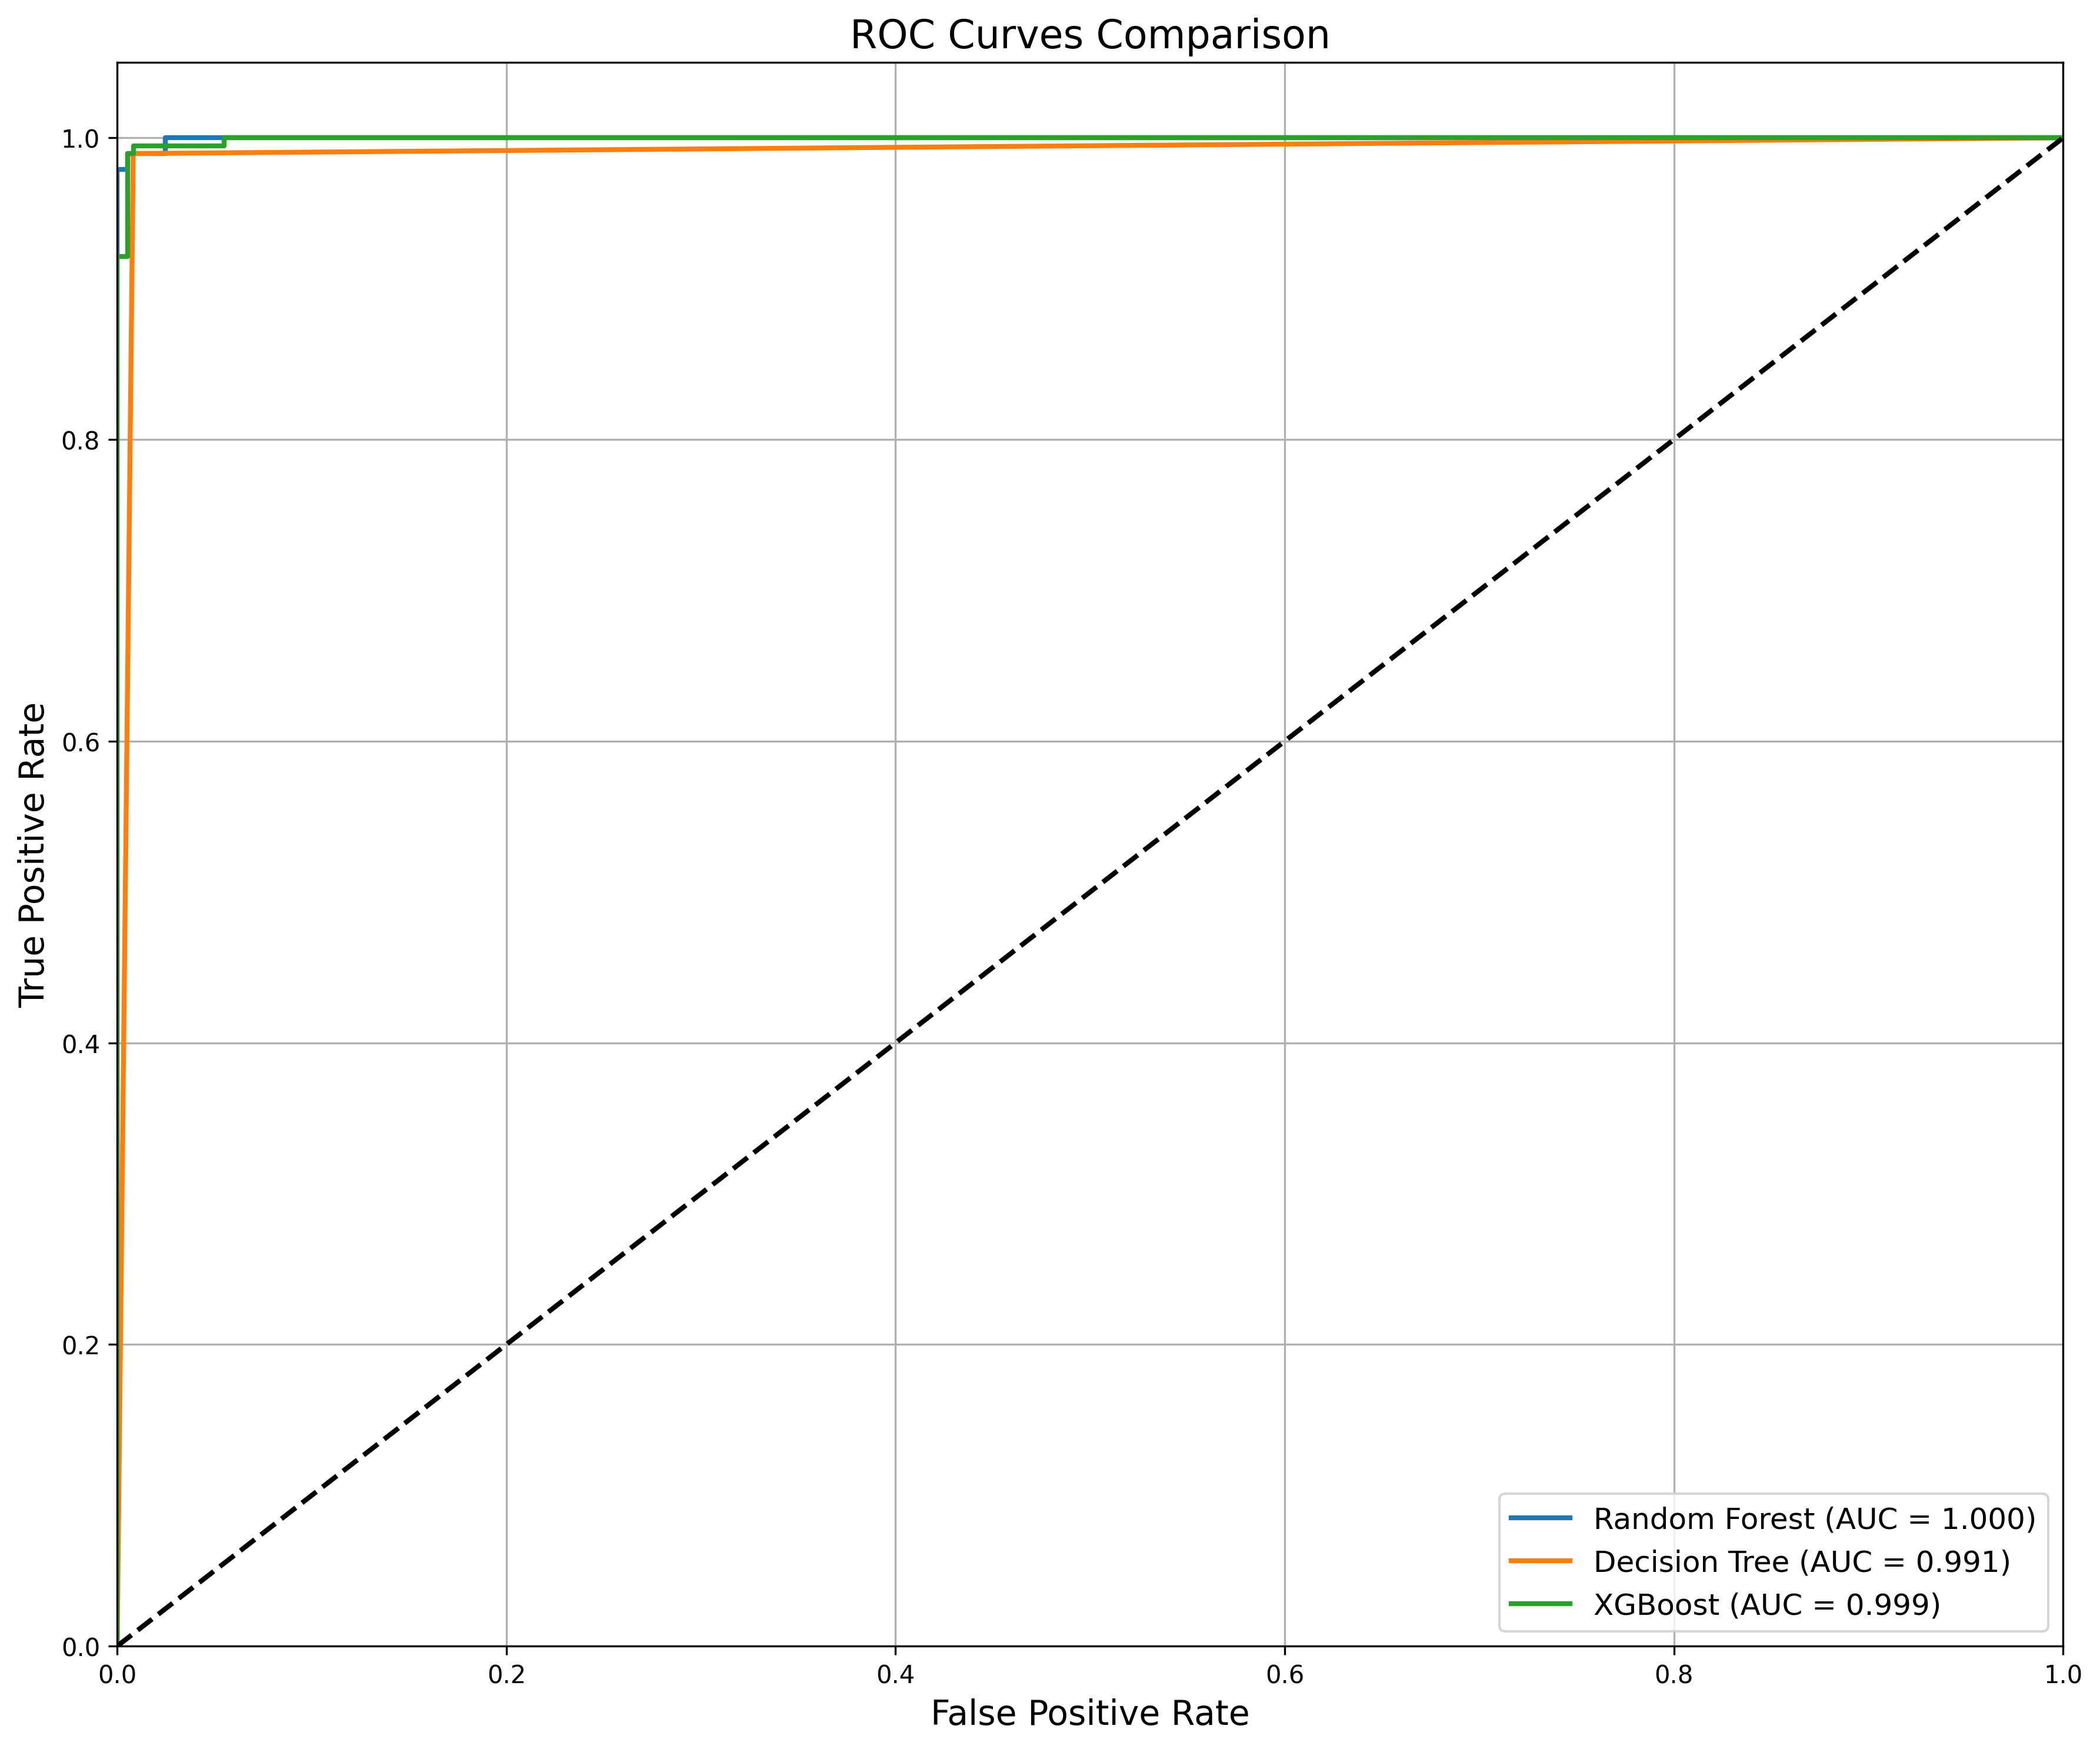 ROC Curves Comparison
True Positive Rate
1.0
0.8
0.6
0.4
0.2
0.0
0.0 0.2 0.4 0.6 0.8 1.0
False Positive Rate
Random Forest (AUC = 1.000)
Decision Tree (AUC = 0.991)
XGBoost (AUC = 0.999)